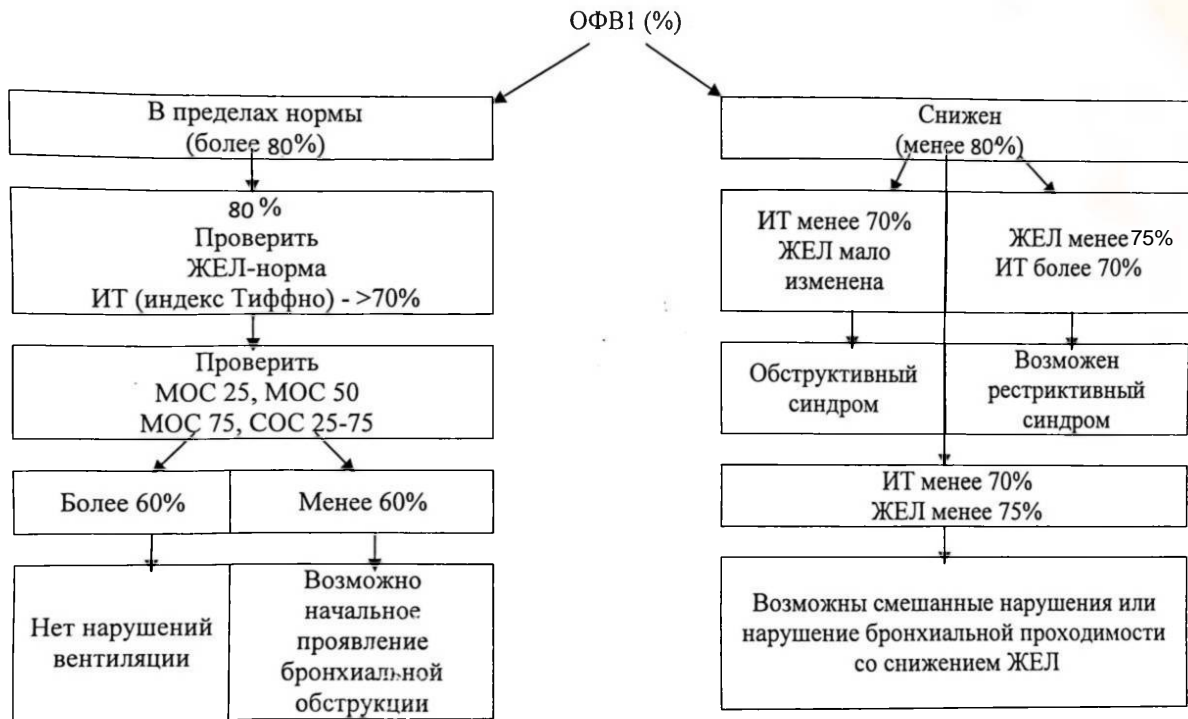 ОФВ1 (%)
В пределах нормы
(более 80%)
80%
Проверить
ЖЕЛ-норма
ИТ (индекс Тиффно) - >70%
Проверить
МОС 25, МОС 50
МОС 75, СОС 25-75
Более 60%
Менее 60%
Нет нарушений
вентиляции
Возможно
начальное
проявление
бронхиальной
обструкции
Снижен
(менее 80%)
ИТ менее 70%
ЖЕЛ мало
изменена
ЖЕЛ менее 75%
ИТ более 70%
Обструктивный
синдром
Возможен
рестриктивный
синдром
ИТ менее 70%
ЖЕЛ менее 75%
Возможны смешанные нарушения или
нарушение бронхиальной проходимости
со снижением ЖЕЛ